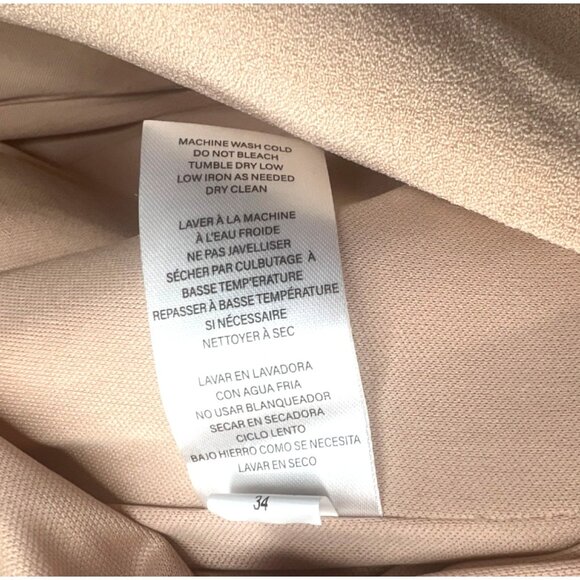 MACHINE WASH COLD
DO NOT BLEACH
TUMBLE DRY LOW
LOW IRON AS NEEDED
DRY CLEAN
LAVER À LA MACHINE
À L'EAU FROIDE
NE PAS JAVELLISER
SÉCHER PAR CULBUTAGE À
BASSE TEMP'ERATURE
REPASSER À BASSE TEMPÉRATURE
SI NÉCESSAIRE
NETTOYER À SEC
LAVAR EN LAVADORA
CON AGUA FRIA
NO USAR BLANQUEADOR
SECAR EN SECADORA
CICLO LENTO
BAJO HIERRO COMO SE NECESITA
LAVAR EN SECO
34